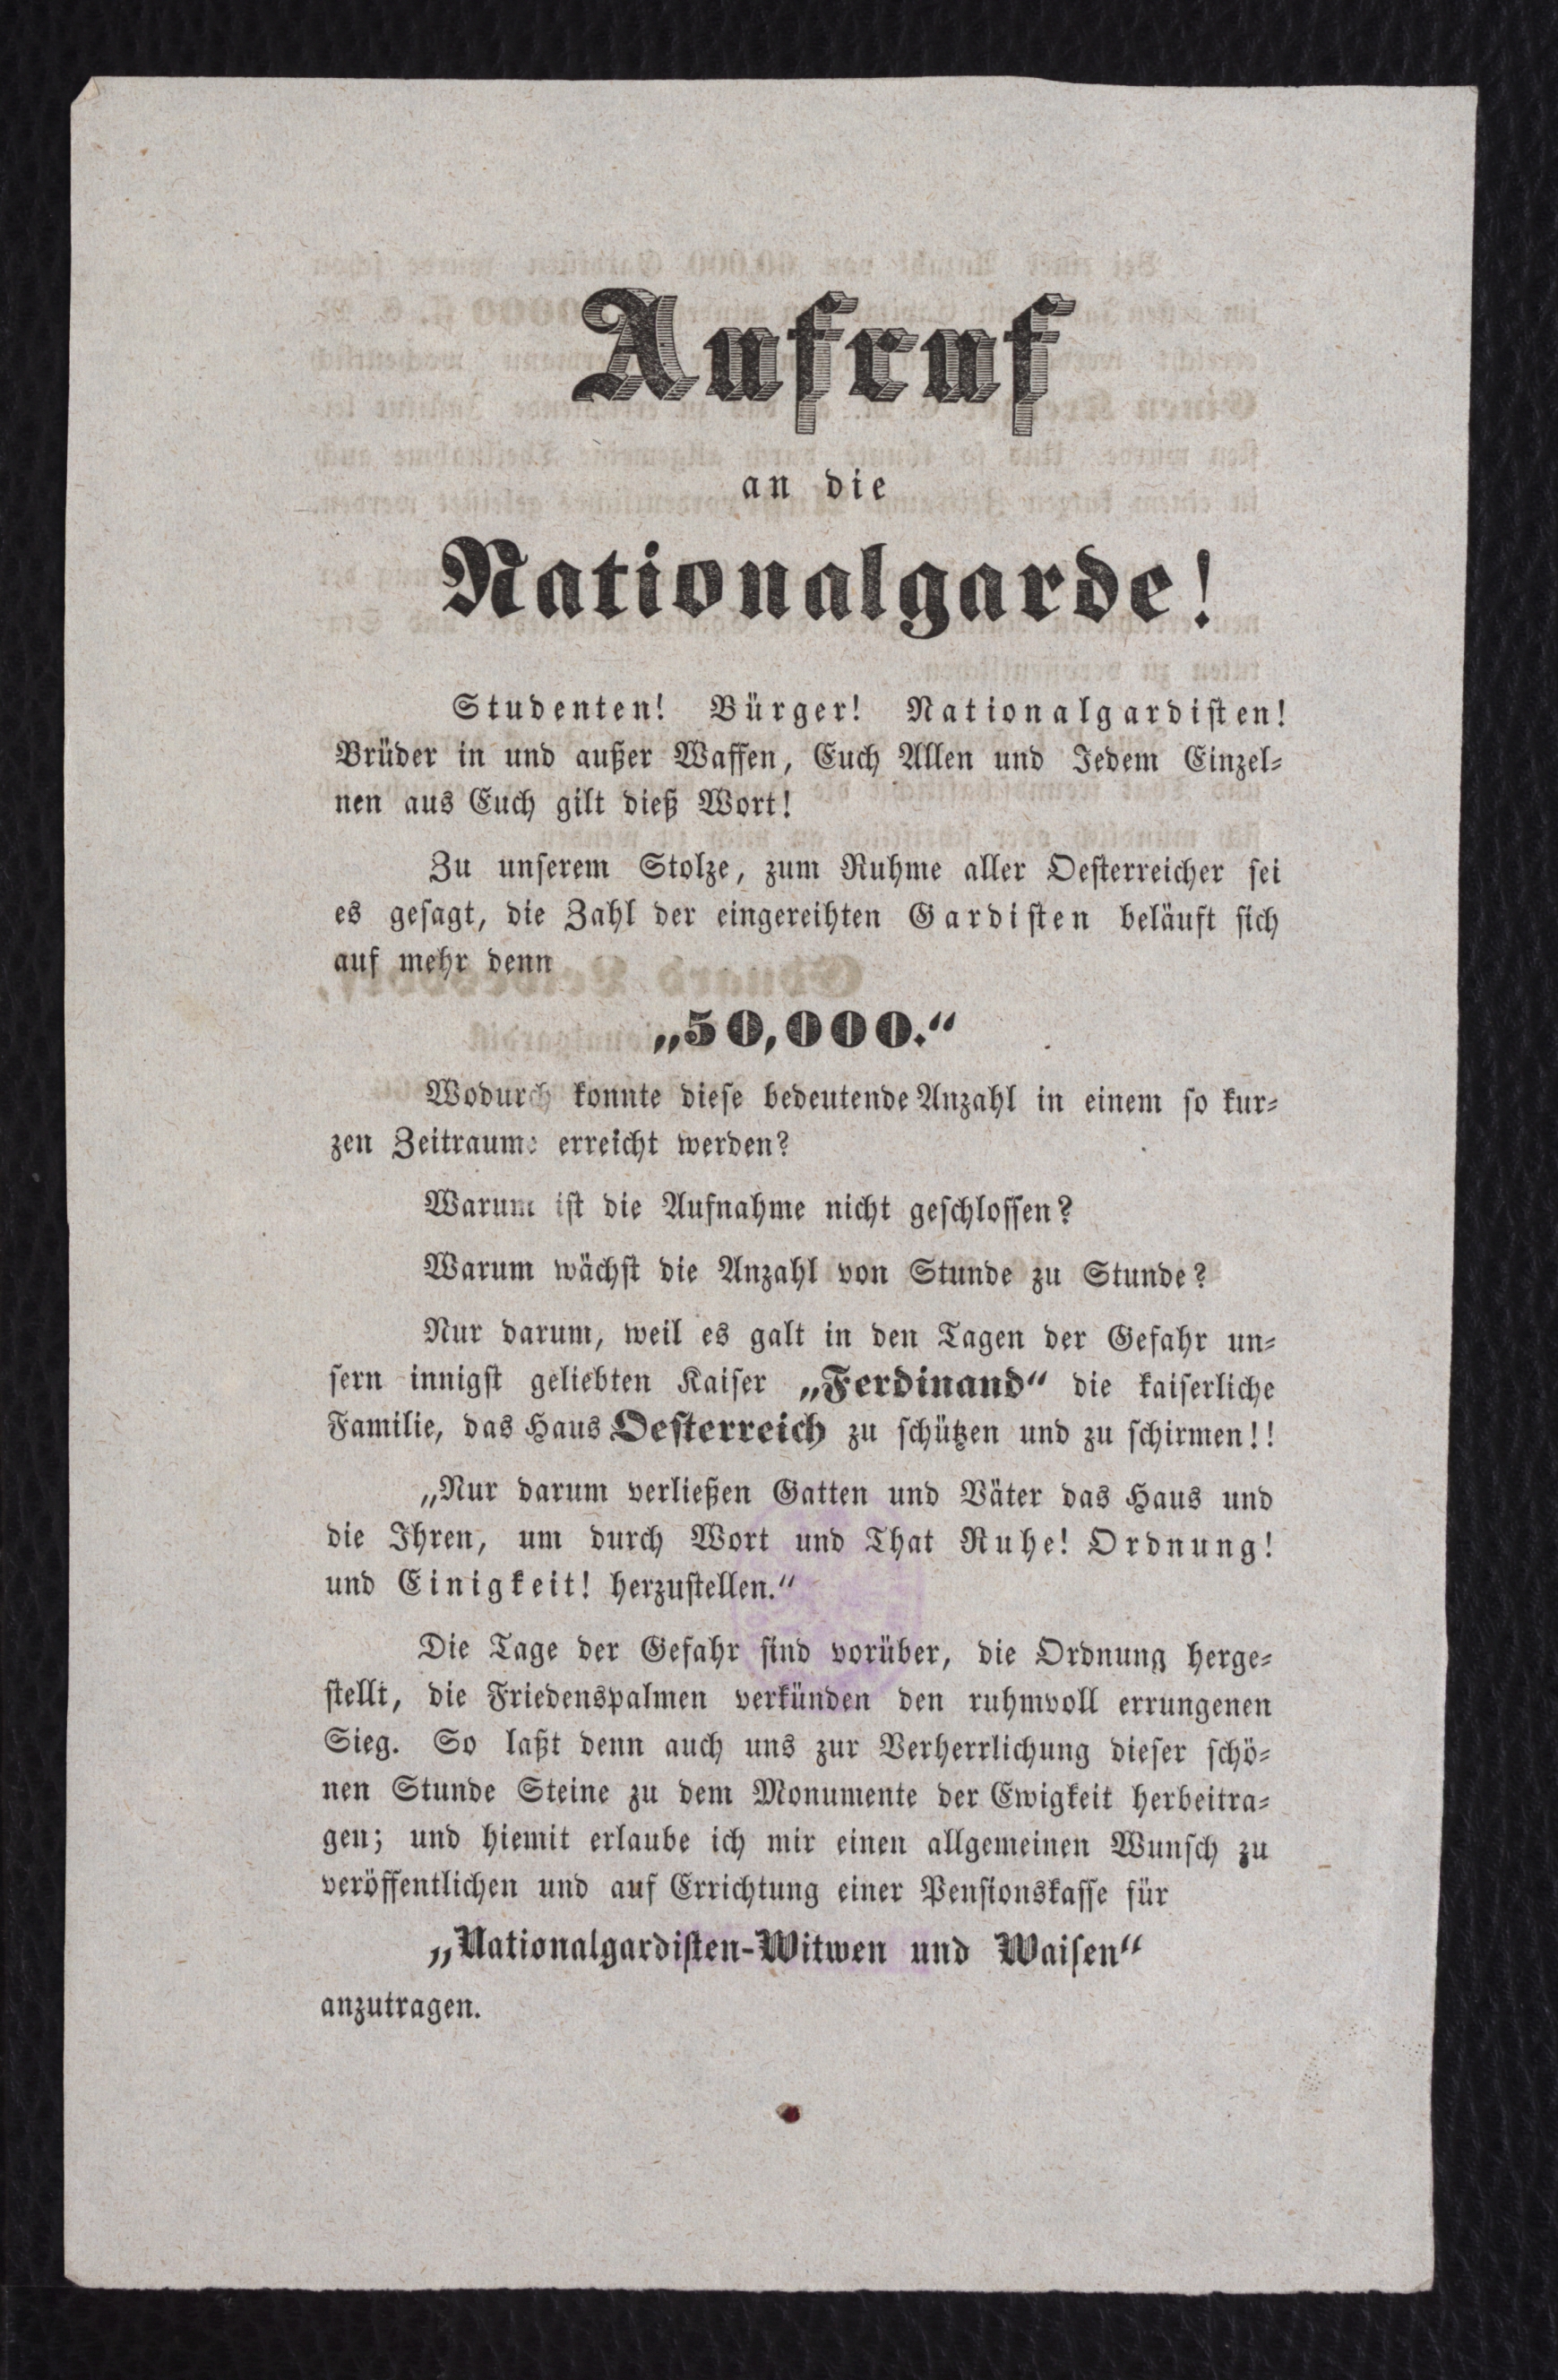 Aufruf
an die
Nationalgarde!
Studenten! Bürger! Nationalgardisten!
Brüder in und außer Waffen, Euch Allen und Jedem Einzel-
nen aus Euch gilt dieß Wort!
Zu unserem Stolze, zum Ruhme aller Oesterreicher sei
es gesagt, die Zahl der eingereihten Gardisten beläuft sich
auf mehr denn
„50,000.“
Wodurch konnte diese bedeutende Anzahl in einem so kur-
zen Zeitraume erreicht werden?
Warum ist die Aufnahme nicht geschlossen?
Warum wächst die Anzahl von Stunde zu Stunde?
Nur darum, weil es galt in den Tagen der Gefahr un-
sern innigst geliebten Kaiser „Ferdinand“ die kaiserliche
Familie, das Haus Oesterreich zu schützen und zu schirmen!!
„Nur darum verließen Gatten und Väter das Haus und
die Ihren, um durch Wort und That Ruhe! Ordnung!
und Einigkeit! herzustellen.“
Die Tage der Gefahr sind vorüber, die Ordnung herge-
stellt, die Friedenspalmen verkünden den ruhmvoll errungenen
Sieg. So laßt denn auch uns zur Verherrlichung dieser schö-
nen Stunde Steine zu dem Monumente der Ewigkeit herbeitra-
gen; und hiemit erlaube ich mir einen allgemeinen Wunsch zu
veröffentlichen und auf Errichtung einer Pensionskasse für
„Nationalgardisten-Witwen und Waisen“
anzutragen.